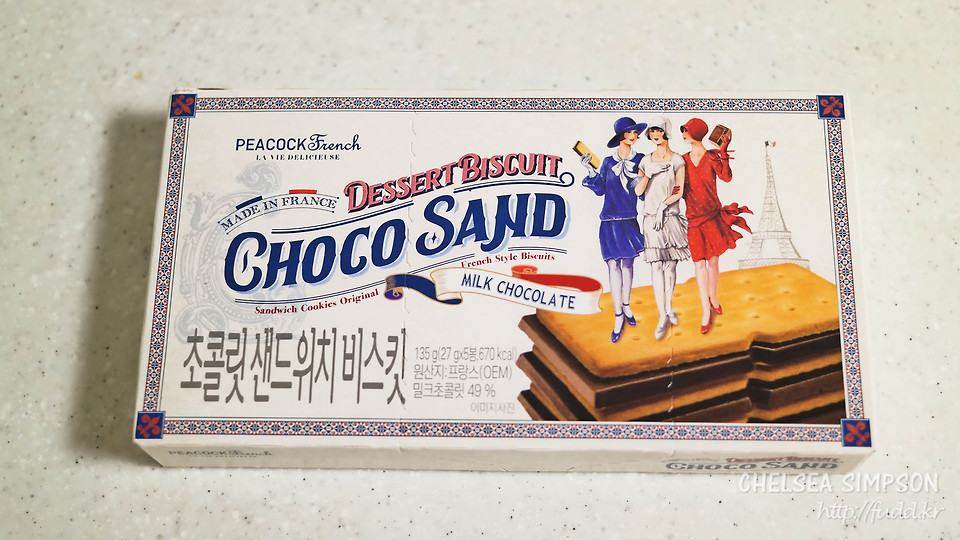 PEACOCK French
LA VIE DELICIEUSE
MADE IN FRANCE
DESSERT BISCUIT
CHOCO SAND
French Style Biscuits
MILK CHOCOLATE
Sandwich Cookies Original
초콜릿 샌드위치 비스킷
135 g(27 gx5봉,670 kcal)
원산지:프랑스(OEM)
밀크초콜릿 49 %
이미지사진
PEACOCK French
DESSERT BISCUIT
CHOCO SAND
CHELSEA SIMPSON
http://fudd.kr